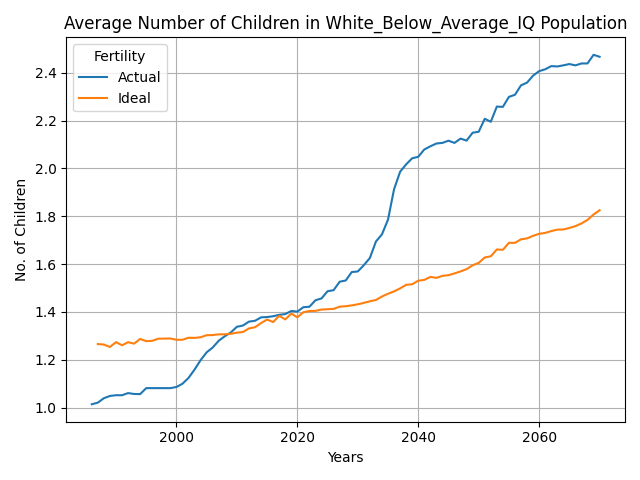 Average Number of Children in White_Below_Average_IQ Population
Fertility
Actual
Ideal
No. of Children
2.4
2.2
2.0
1.8
1.6
1.4
1.2
1.0
2000
2020
2040
2060
Years